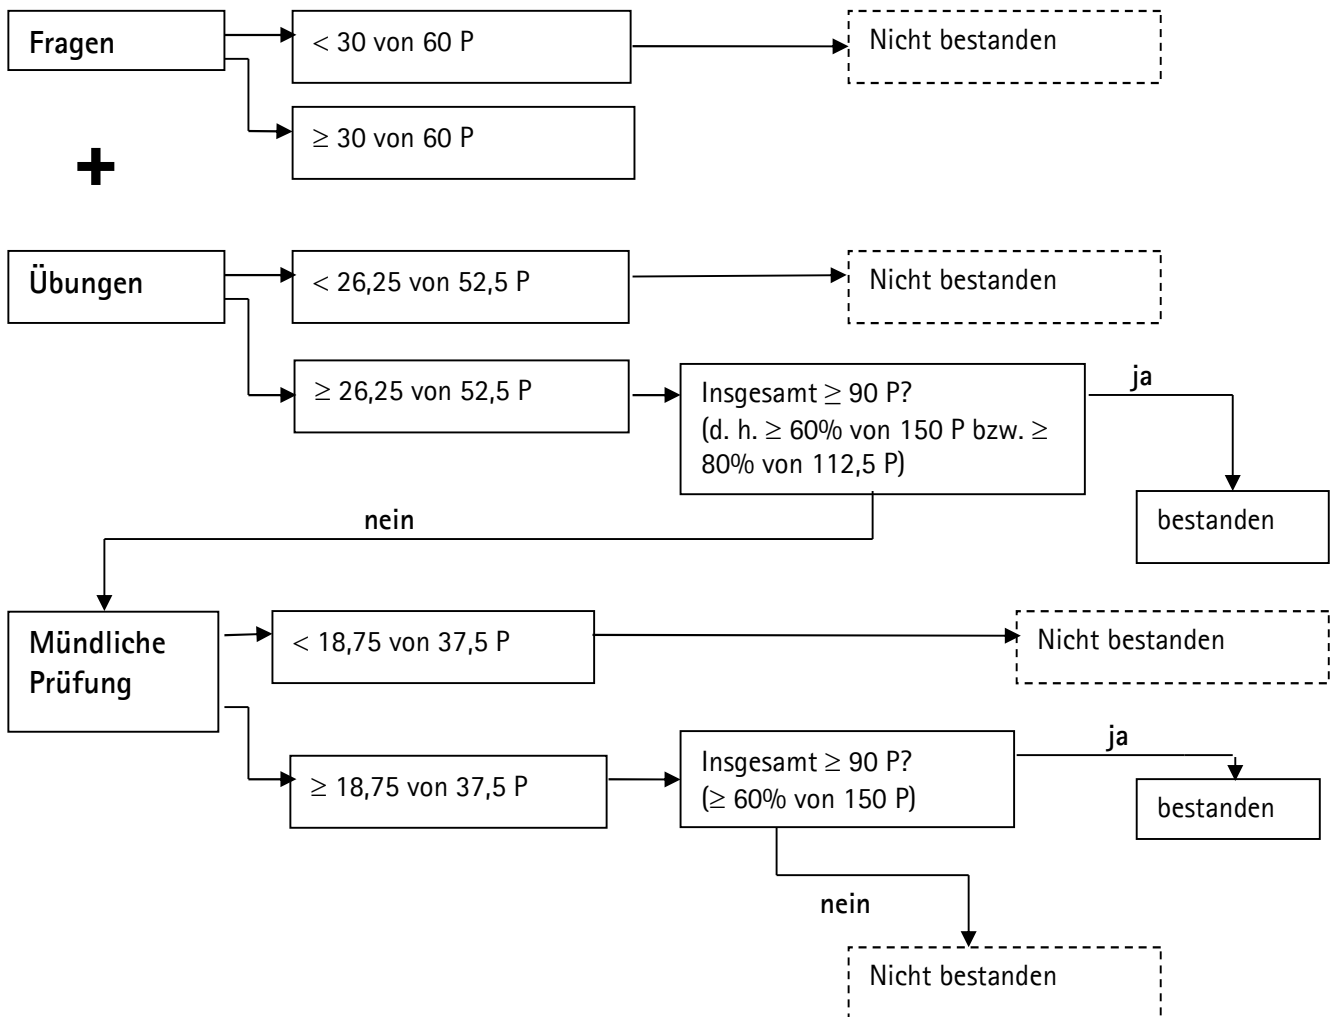 Fragen
< 30 von 60 P
Nicht bestanden
≥ 30 von 60 P
+
Übungen
< 26,25 von 52,5 P
Nicht bestanden
≥ 26,25 von 52,5 P
Insgesamt ≥ 90 P?
(d. h. ≥ 60% von 150 P bzw. ≥
80% von 112,5 P)
ja
bestanden
nein
Mündliche
Prüfung
< 18,75 von 37,5 P
Nicht bestanden
≥ 18,75 von 37,5 P
Insgesamt ≥ 90 P?
(≥ 60% von 150 P)
ja
bestanden
nein
Nicht bestanden